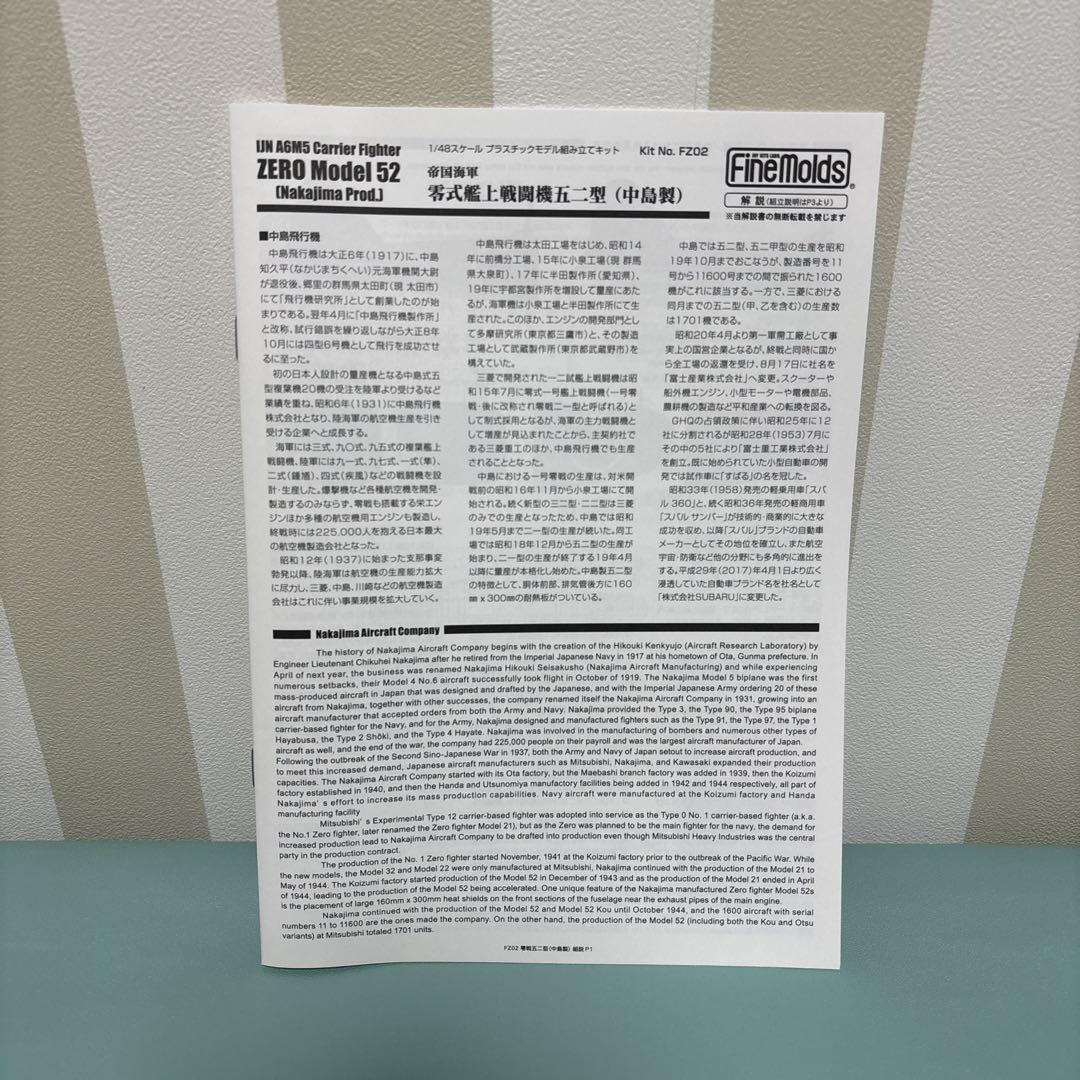 IJN A6M5 Carrier Fighter
ZERO Model 52
(Nakajima Prod.)
1/48スケール プラスチックモデル組み立てキット Kit No. FZ02
帝国海軍
零式艦上戦闘機五二型（中島製）
FineMolds
解 説（組立説明はP3より）
※当解説書の無断転載を禁じます
■中島飛行機
中島飛行機は大正6年（1917）に、中島
知久平（なかじまちくへい）元海軍機関大尉
が退役後、郷里の群馬県太田町（現 太田市）
にて「飛行機研究所」として創業したのが始
まりである。翌年4月に「中島飛行機製作所」
と改称、試行錯誤を繰り返しながら大正8年
10月には四型6号機として飛行を成功させ
るに至った。
初の日本人設計の量産機となる中島式五
型複葉機20機の受注を陸軍より受けるなど
業績を重ね、昭和6年（1931）に中島飛行機
株式会社となり、陸海軍の航空機生産を引き
受ける企業へと成長する。
海軍には三式、九〇式、九五式の複葉艦上
戦闘機、陸軍には九一式、九七式、一式（隼）、
二式（鍾馗）、四式（疾風）などの戦闘機を設
計・生産した。爆撃機など各種航空機を開発・
製造するのみならず、零戦も搭載する栄エン
ジンほか多種の航空機用エンジンも製造し、
終戦時には225,000人を抱える日本最大
の航空機製造会社となった。
昭和12年（1937）に始まった支那事変
勃発以降、陸海軍は航空機の生産能力拡大
に尽力し、三菱、中島、川崎などの航空機製造
会社はこれに伴い事業規模を拡大していく。
中島飛行機は太田工場をはじめ、昭和14
年に前橋分工場、15年に小泉工場（現 群馬
県大泉町）、17年に半田製作所（愛知県）、
19年に宇都宮製作所を増設して量産にあた
るが、海軍機は小泉工場と半田製作所にて生
産された。このほか、エンジンの開発部門とし
て多摩研究所（東京都三鷹市）と、その製造
工場として武蔵製作所（東京都武蔵野市）を
構えていた。
三菱で開発された一二試艦上戦闘機は昭
和15年7月に零式一号艦上戦闘機（一号零
戦・後に改称され零戦二一型と呼ばれる）と
して制式採用となるが、海軍の主力戦闘機と
して増産が見込まれたことから、主契約社で
ある三菱重工のほか、中島飛行機でも生産
されることとなった。
中島における一号零戦の生産は、対米開
戦前の昭和16年11月から小泉工場にて開
始される。続く新型の三二型・二二型は三菱
のみでの生産となったため、中島では昭和
19年5月まで二一型の生産が続いた。同工
場では昭和18年12月から五二型の生産が
始まり、二一型の生産が終了する19年4月
以降に量産が本格化し始めた。中島製五二型
の特徴として、胴体前部、排気管後方に160
㎜ x 300㎜の耐熱板がついている。
中島では五二型、五二甲型の生産を昭和
19年10月までおこなうが、製造番号を11
号から11600号までの間で振られた1600
機がこれに該当する。一方で、三菱における
同月までの五二型（甲、乙を含む）の生産数
は1701機である。
昭和20年4月より第一軍需工廠として事
実上の国営企業となるが、終戦と同時に国か
ら全工場の返還を受け、8月17日に社名を
「富士産業株式会社」へ変更。スクーターや
船外機エンジン、小型モーターや電機部品、
農耕機の製造など平和産業への転換を図る。
GHQの占領政策に伴い昭和25年に12
社に分割されるが昭和28年（1953）7月に
その中の5社により「富士重工業株式会社」
を創立。既に始められていた小型自動車の開
発では試作車に「すばる」の名を冠した。
昭和33年（1958）発売の軽乗用車「スバ
ル 360」と、続く昭和36年発売の軽商用車
「スバル サンバー」が技術的・商業的に大きな
成功を収め、以降「スバル」ブランドの自動車
メーカーとしてその地位を確立し、また航空
宇宙・防衛など他の分野にも多角的に進出を
する。平成29年（2017）年4月1日より広く
浸透していた自動車ブランド名を社名として
「株式会社SUBARU」に変更した。
Nakajima Aircraft Company
The history of Nakajima Aircraft Company begins with the creation of the Hikouki Kenkyujo (Aircraft Research Laboratory) by
Engineer Lieutenant Chikuhei Nakajima after he retired from the Imperial Japanese Navy in 1917 at his hometown of Ota, Gunma prefecture. In
April of next year, the business was renamed Nakajima Hikouki Seisakusho (Nakajima Aircraft Manufacturing) and while experiencing
numerous setbacks, their Model 4 No.6 aircraft successfully took flight in October of 1919. The Nakajima Model 5 biplane was the first
mass-produced aircraft in Japan that was designed and drafted by the Japanese, and with the Imperial Japanese Army ordering 20 of these
aircraft from Nakajima, together with other successes, the company renamed itself the Nakajima Aircraft Company in 1931, growing into an
aircraft manufacturer that accepted orders from both the Army and Navy. Nakajima provided the Type 3, the Type 90, the Type 95 biplane
carrier-based fighter for the Navy, and for the Army, Nakajima designed and manufactured fighters such as the Type 91, the Type 97, the Type 1
Hayabusa, the Type 2 Shōki, and the Type 4 Hayate. Nakajima was involved in the manufacturing of bombers and numerous other types of
aircraft as well, and the end of the war, the company had 225,000 people on their payroll and was the largest aircraft manufacturer of Japan.
Following the outbreak of the Second Sino-Japanese War in 1937, both the Army and Navy of Japan setout to increase aircraft production, and
to meet this increased demand, Japanese aircraft manufacturers such as Mitsubishi, Nakajima, and Kawasaki expanded their production
capacities. The Nakajima Aircraft Company started with its Ota factory, but the Maebashi branch factory was added in 1939, then the Koizumi
factory established in 1940, and then the Handa and Utsunomiya manufactory facilities being added in 1942 and 1944 respectively, all part of
Nakajima's effort to increase its mass production capabilities. Navy aircraft were manufactured at the Koizumi factory and Handa
manufacturing facility
Mitsubishi's Experimental Type 12 carrier-based fighter was adopted into service as the Type 0 No. 1 carrier-based fighter (a.k.a.
the No.1 Zero fighter, later renamed the Zero fighter Model 21), but as the Zero was planned to be the main fighter for the navy, the demand for
increased production lead to Nakajima Aircraft Company to be drafted into production even though Mitsubishi Heavy Industries was the central
party in the production contract.
The production of the No. 1 Zero fighter started November, 1941 at the Koizumi factory prior to the outbreak of the Pacific War. While
the new models, the Model 32 and Model 22 were only manufactured at Mitsubishi, Nakajima continued with the production of the Model 21 to
May of 1944. The Koizumi factory started production of the Model 52 in December of 1943 and as the production of the Model 21 ended in April
of 1944, leading to the production of the Model 52 being accelerated. One unique feature of the Nakajima manufactured Zero fighter Model 52s
is the placement of large 160mm x 300mm heat shields on the front sections of the fuselage near the exhaust pipes of the main engine.
Nakajima continued with the production of the Model 52 and Model 52 Kou until October 1944, and the 1600 aircraft with serial
numbers 11 to 11600 are the ones made the company. On the other hand, the production of the Model 52 (including both the Kou and Otsu
variants) at Mitsubishi totaled 1701 units.
FZ02 零戦五二型（中島製） 組説 P1